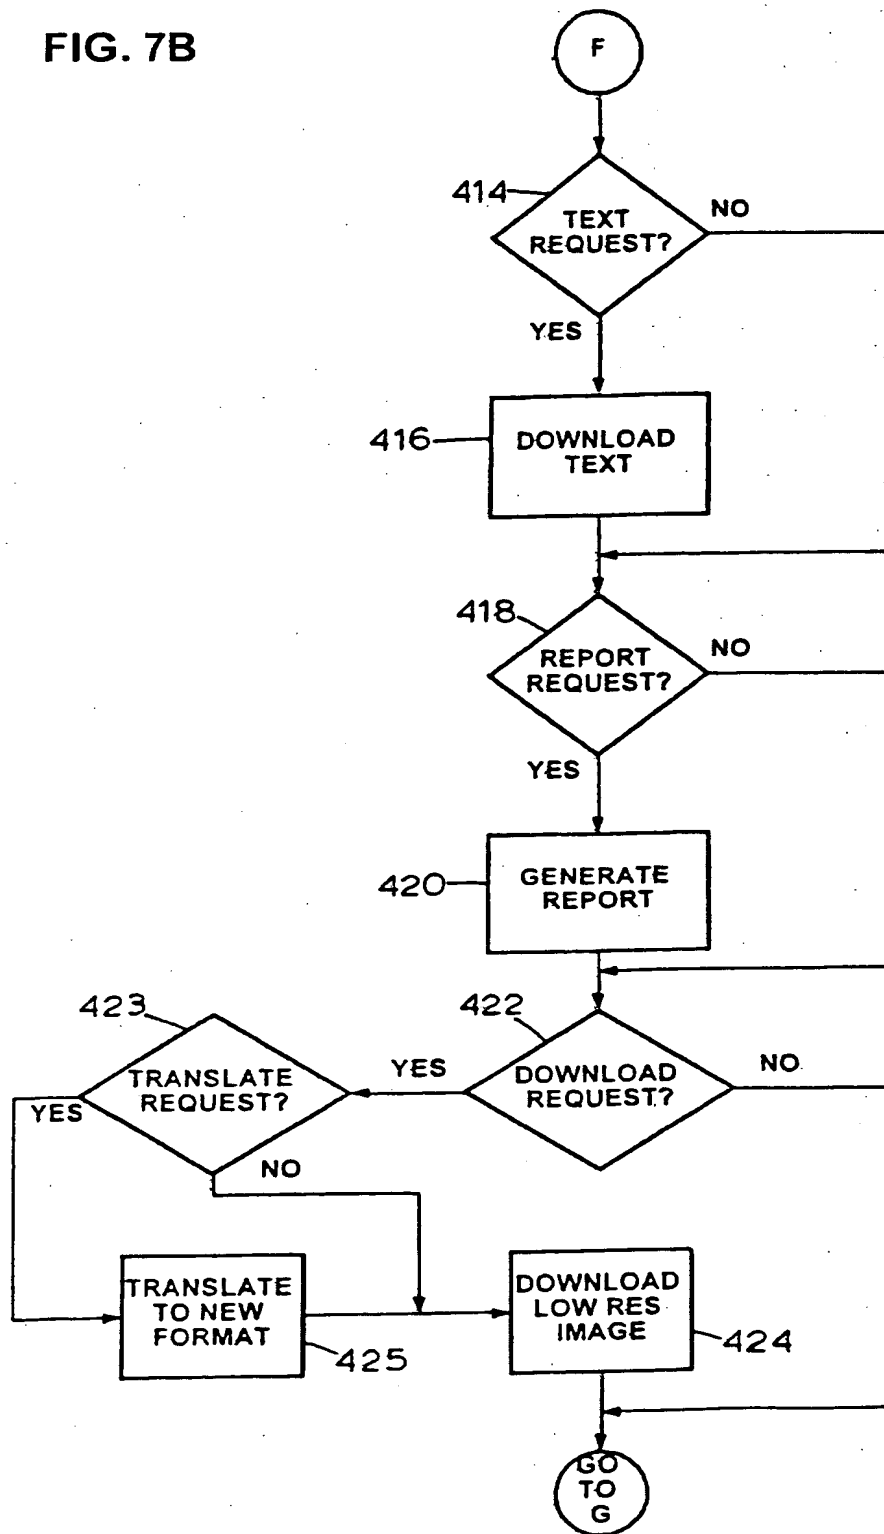 FIG. 7B
F
414
TEXT
REQUEST?
NO
YES
416
DOWNLOAD
TEXT
418
REPORT
REQUEST?
NO
YES
420
GENERATE
REPORT
423
422
TRANSLATE
REQUEST?
YES
DOWNLOAD
REQUEST?
NO
YES
NO
TRANSLATE
TO NEW
FORMAT
425
DOWNLOAD
LOW RES
IMAGE
424
GO
TO
G